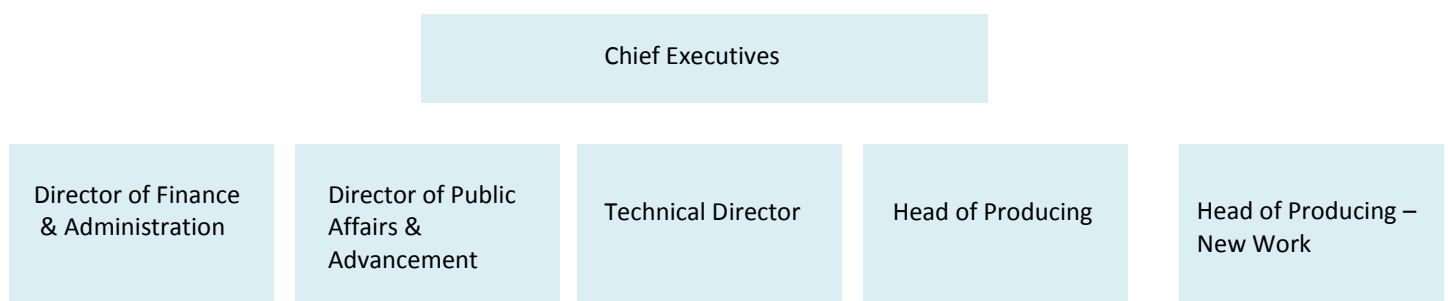 Chief Executives
Director of Finance
& Administration
Director of Public
Affairs &
Advancement
Technical Director
Head of Producing
Head of Producing –
New Work